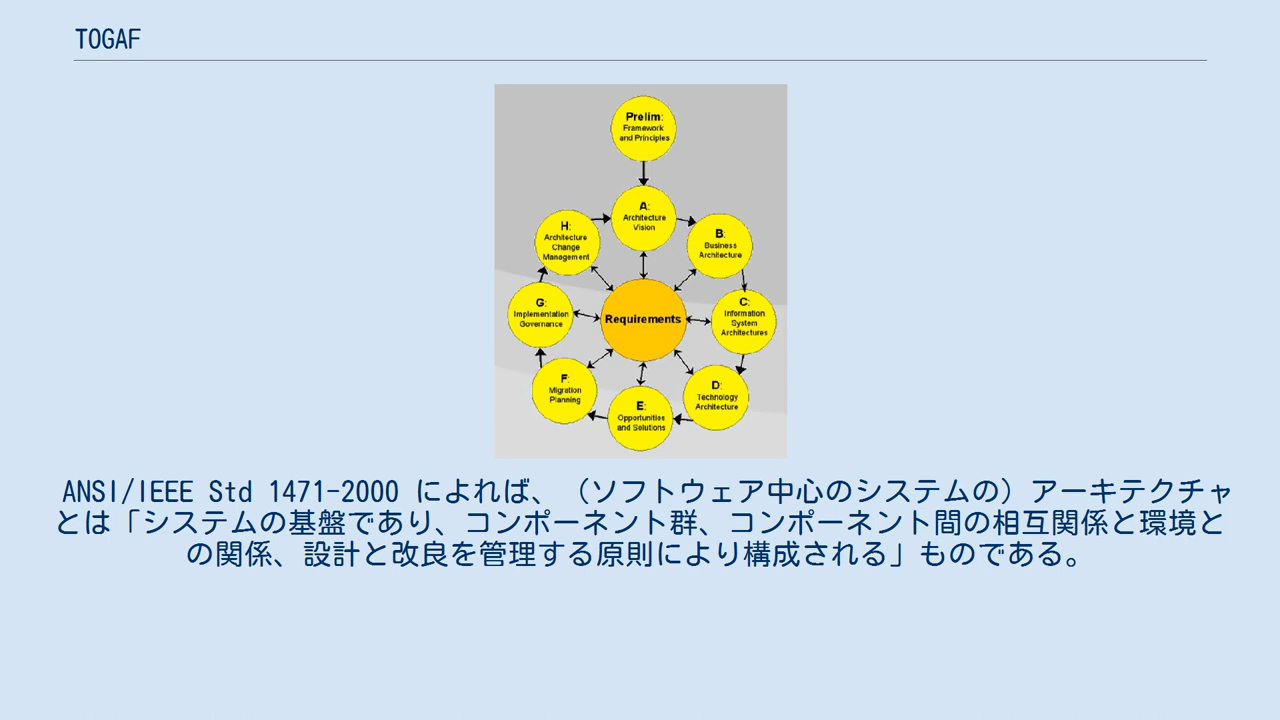 TOGAF
Prelim:
Framework
and Principles
A:
Architecture
Vision
B:
Business
Architecture
C:
Information
System
Architectures
D:
Technology
Architecture
E:
Opportunities
and Solutions
F:
Migration
Planning
G:
Implementation
Governance
H:
Architecture
Change
Management
Requirements
ANSI/IEEE Std 1471-2000 によれば、（ソフトウェア中心のシステムの）アーキテクチャ
とは「システムの基盤であり、コンポーネント群、コンポーネント間の相互関係と環境と
の関係、設計と改良を管理する原則により構成される」ものである。